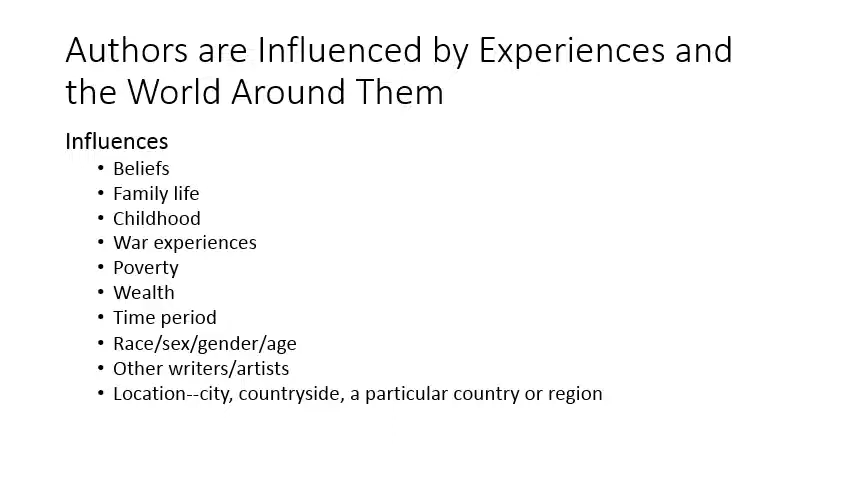 Authors are Influenced by Experiences and
the World Around Them
Influences
• Beliefs
• Family life
• Childhood
• War experiences
• Poverty
• Wealth
• Time period
• Race/sex/gender/age
• Other writers/artists
• Location--city, countryside, a particular country or region